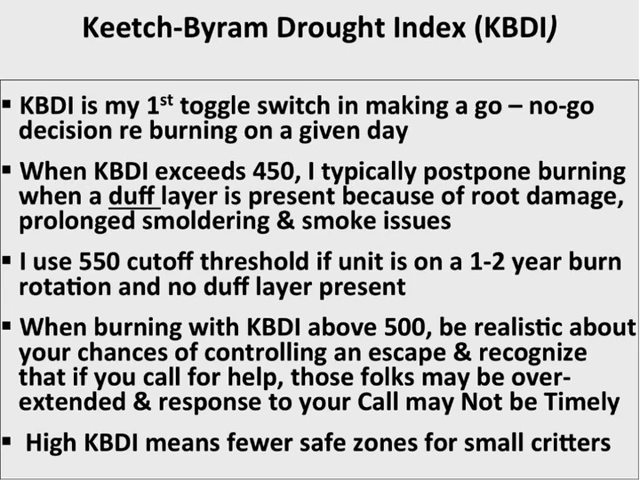 Keetch-Byram Drought Index (KBDI)
▪ KBDI is my 1st toggle switch in making a go – no-go
decision re burning on a given day
▪ When KBDI exceeds 450, I typically postpone burning
when a duff layer is present because of root damage,
prolonged smoldering & smoke issues
▪ I use 550 cutoff threshold if unit is on a 1-2 year burn
rotation and no duff layer present
▪ When burning with KBDI above 500, be realistic about
your chances of controlling an escape & recognize
that if you call for help, those folks may be over-
extended & response to your Call may Not be Timely
▪ High KBDI means fewer safe zones for small critters